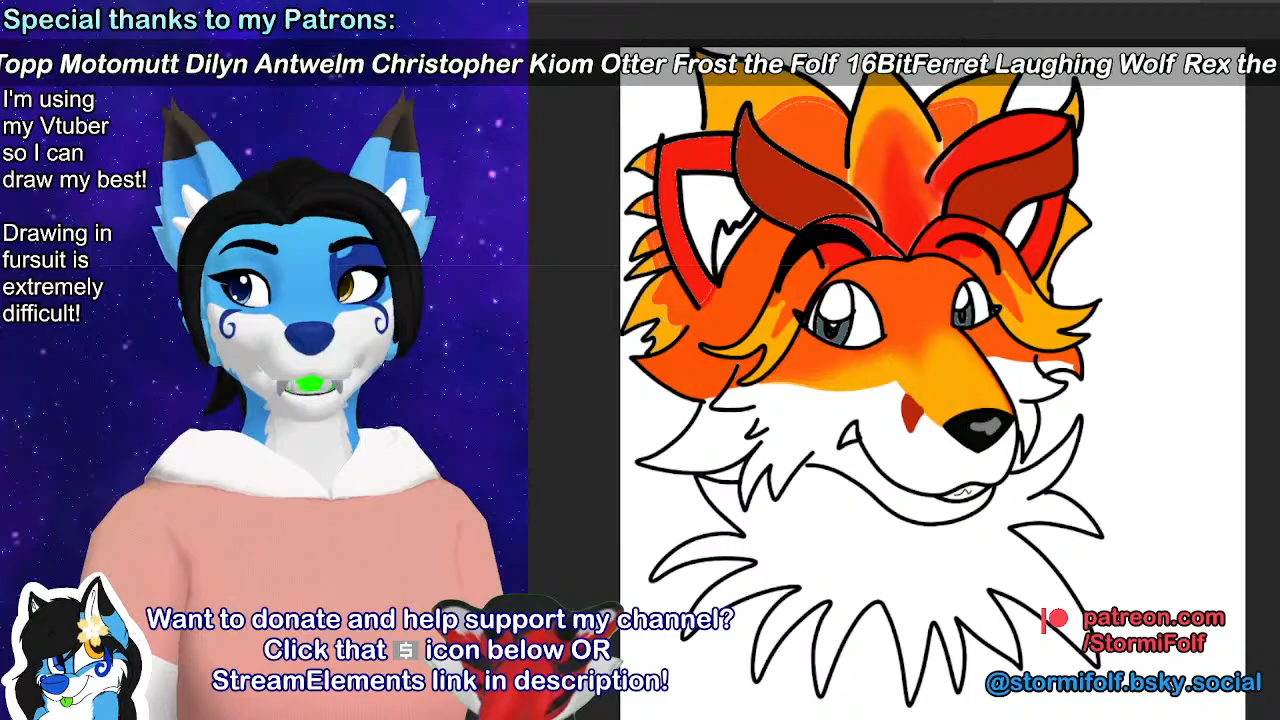 Special thanks to my Patrons:
Topp Motomutt Dilyn Antwelm Christopher Kiom Otter Frost the Folf 16BitFerret Laughing Wolf Rex the
I'm using
my Vtuber
so I can
draw my best!
Drawing in
fursuit is
extremely
difficult!
Want to donate and help support my channel?
Click that $ icon below OR
StreamElements link in description!
patreon.com
/StormiFolf
@stormifolf.bsky.social